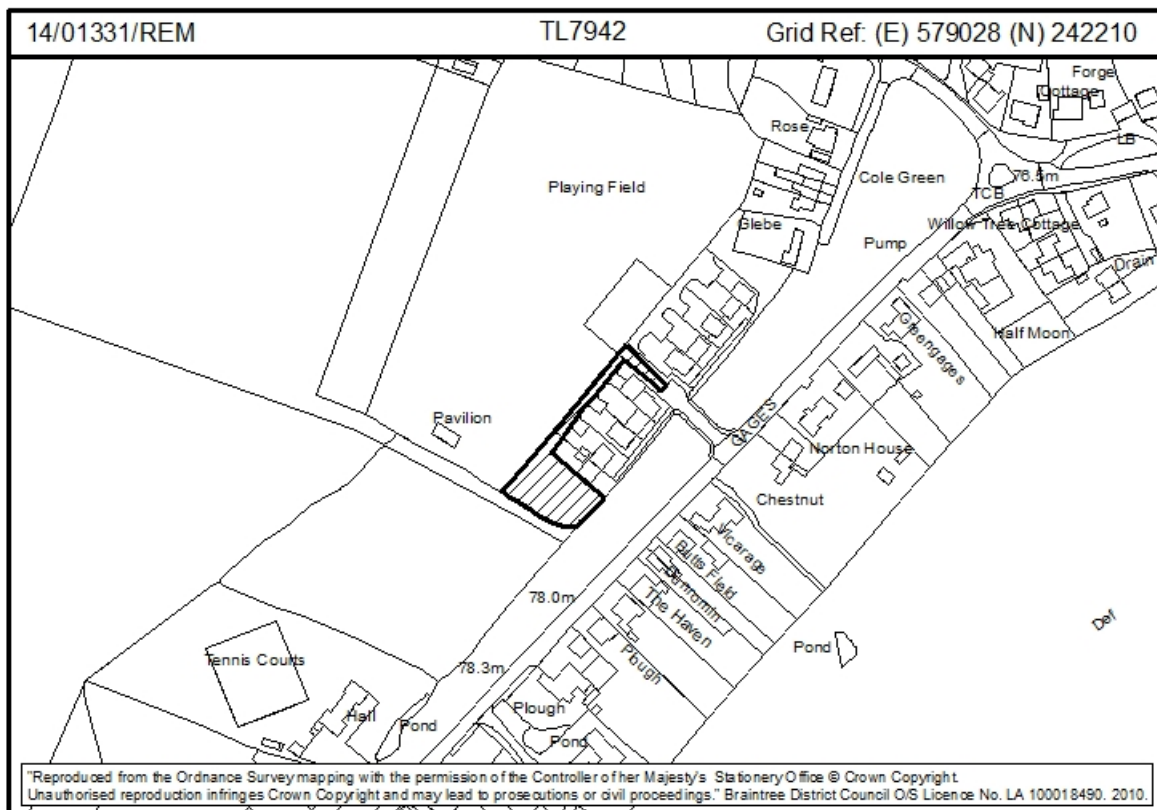 14/01331/REM TL7942 Grid Ref: (E) 579028 (N) 242210
Forge
Cottage
Rose
LB
Playing Field
Cole Green
76.5m
TCB
Glebe
Willow Tree Cottage
Pump
Drain
Greengages
Half Moon
GAGES
Pavilion
Norton House
Chestnut
Vicarage
Butts Field
Dunromin
78.0m
The Haven
Def
Pond
Plough
78.3m
Tennis Courts
Hall
Pond
Plough
Pond
"Reproduced from the Ordnance Survey mapping with the permission of the Controller of her Majesty's Stationery Office © Crown Copyright.
Unauthorised reproduction infringes Crown Copyright and may lead to prosecutions or civil proceedings." Braintree District Council O/S Licence No. LA 100018490. 2010.